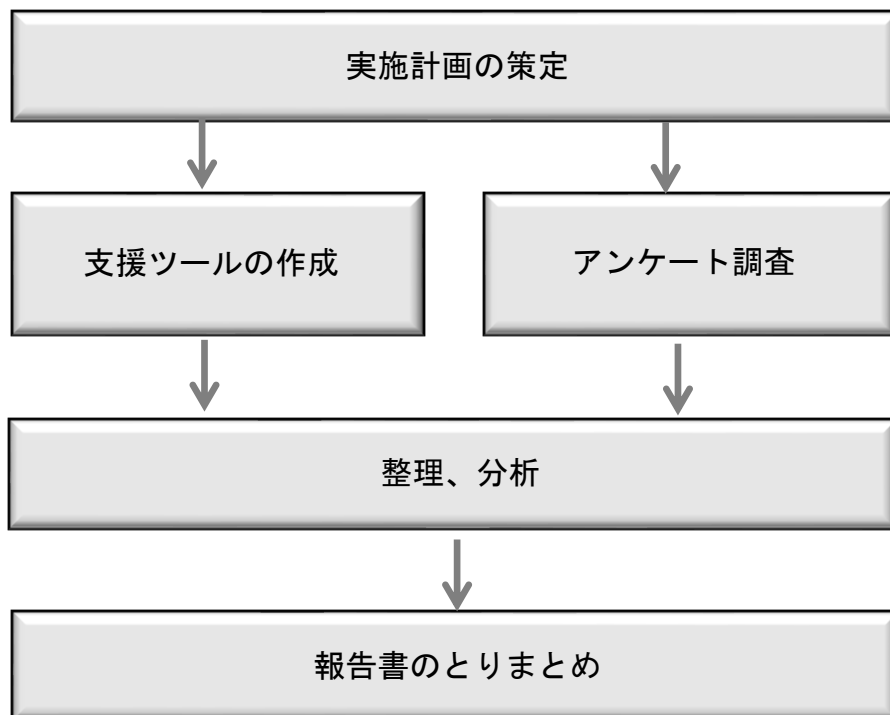 実施計画の策定
支援ツールの作成
アンケート調査
整理、分析
報告書のとりまとめ